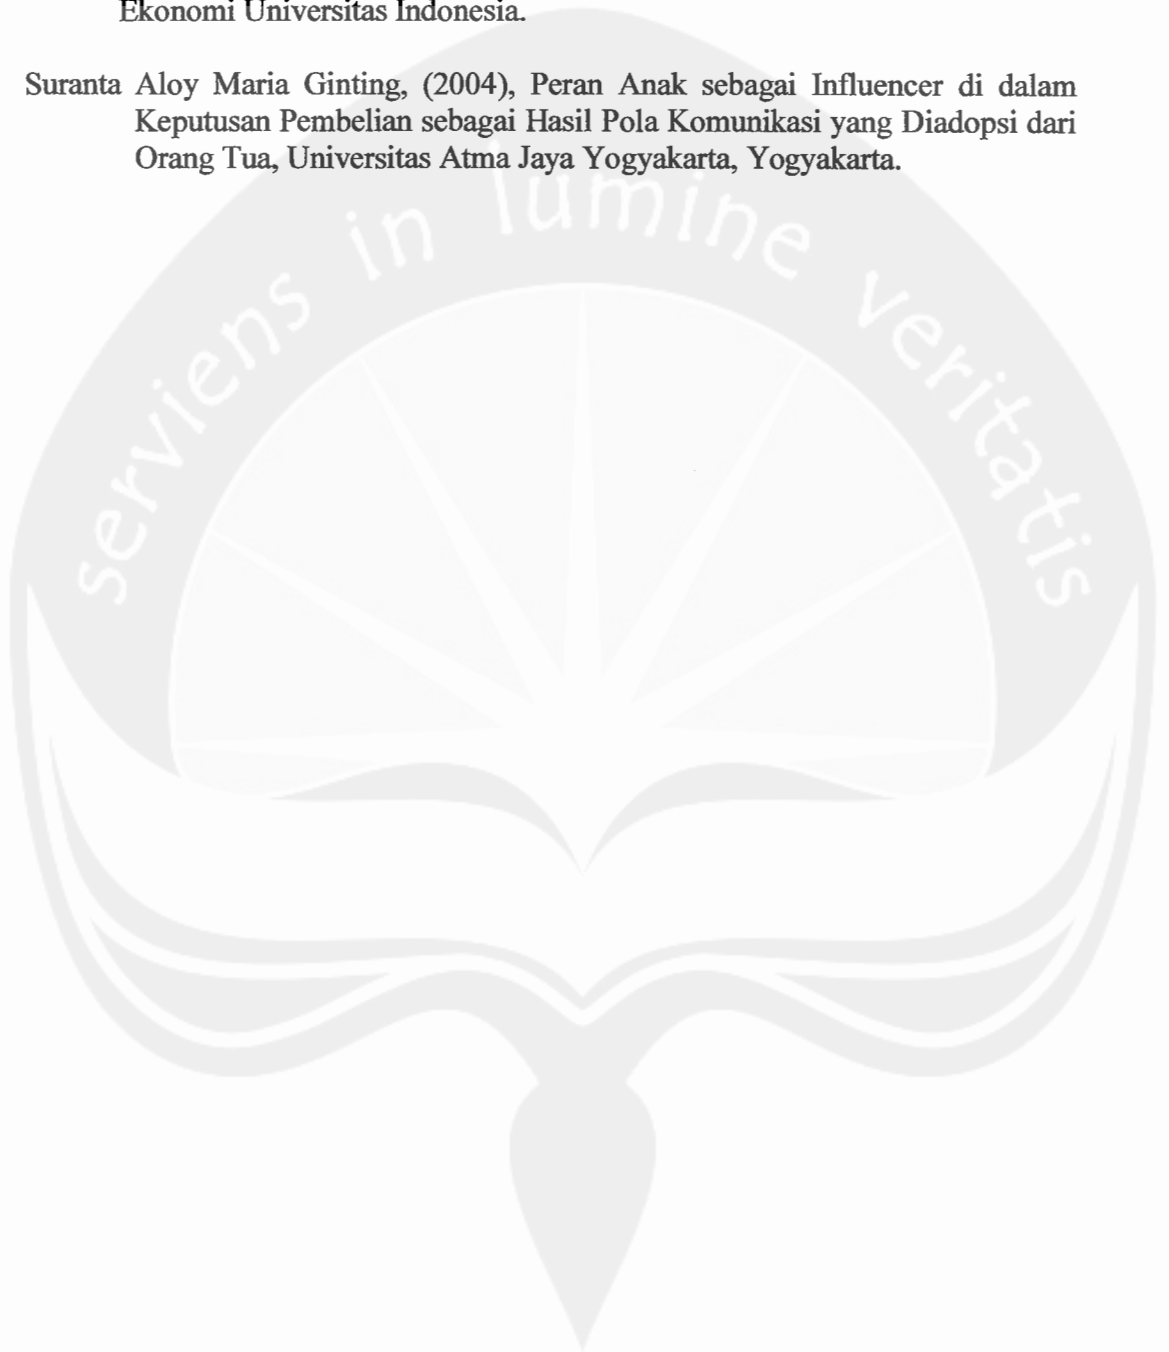 Ekonomi Universitas Indonesia.
Suranta Aloy Maria Ginting, (2004), Peran Anak sebagai Influencer di dalam
Keputusan Pembelian sebagai Hasil Pola Komunikasi yang Diadopsi dari
Orang Tua, Universitas Atma Jaya Yogyakarta, Yogyakarta.
serviens in lumine veritatis